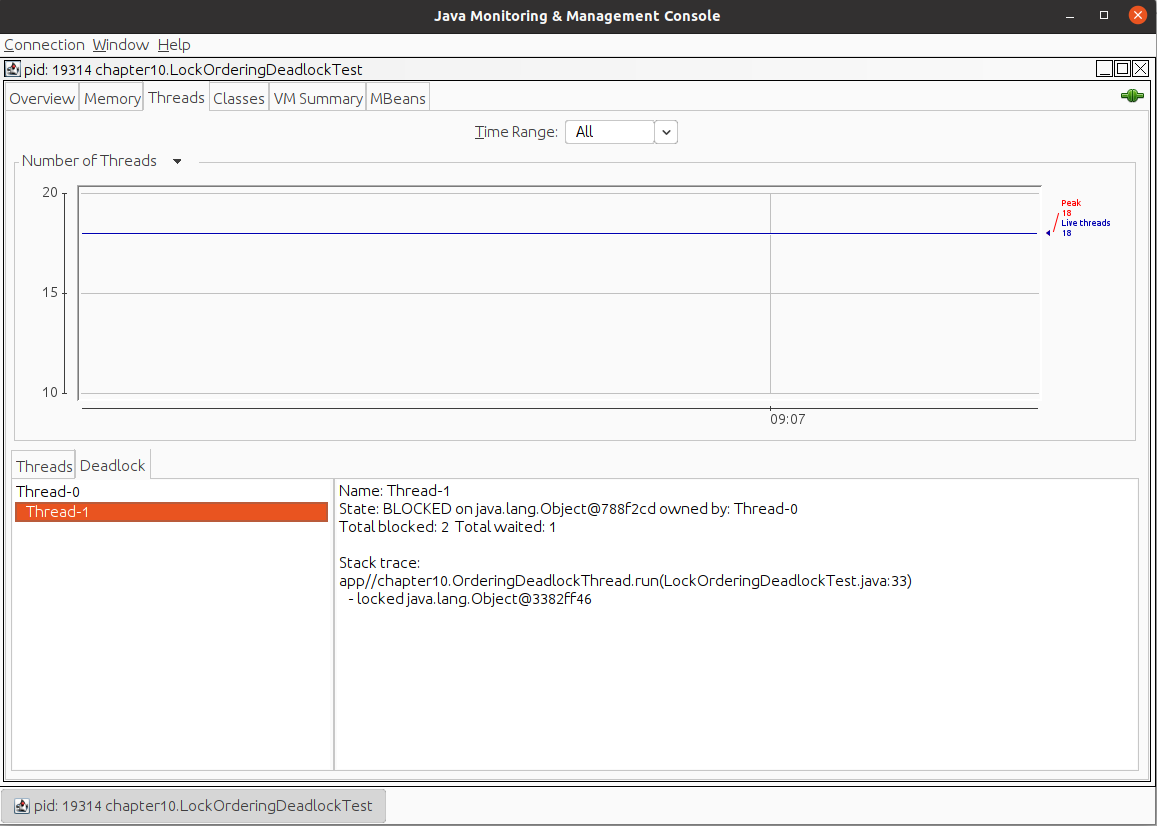 Java Monitoring & Management Console
Connection Window Help
pid: 19314 chapter10.LockOrderingDeadlockTest
Overview Memory Threads Classes VM Summary MBeans
Time Range: All
Number of Threads
20
15
10
Peak
18
Live threads
18
09:07
Threads Deadlock
Thread-0
Thread-1
Name: Thread-1
State: BLOCKED on java.lang.Object@788f2cd owned by: Thread-0
Total blocked: 2 Total waited: 1
Stack trace:
app//chapter10.OrderingDeadlockThread.run(LockOrderingDeadlockTest.java:33)
- locked java.lang.Object@3382ff46
pid: 19314 chapter10.LockOrderingDeadlockTest